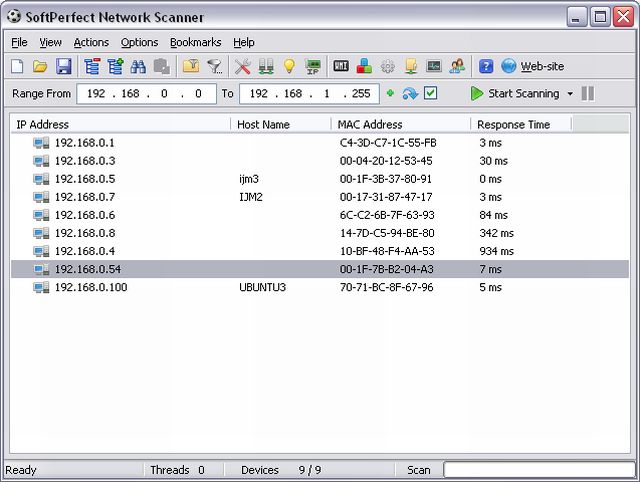 SoftPerfect Network Scanner
File View Actions Options Bookmarks Help
IP WMI Web-site
Range From 192 . 168 . 0 . 0 To 192 . 168 . 1 . 255 Start Scanning
IP Address Host Name MAC Address Response Time
192.168.0.1 C4-3D-C7-1C-55-FB 3 ms
192.168.0.3 00-04-20-12-53-45 30 ms
192.168.0.5 ijm3 00-1F-3B-37-80-91 0 ms
192.168.0.7 IJM2 00-17-31-87-47-17 3 ms
192.168.0.6 6C-C2-6B-7F-63-93 84 ms
192.168.0.8 14-7D-C5-94-BE-80 342 ms
192.168.0.4 10-BF-48-F4-AA-53 934 ms
192.168.0.54 00-1F-7B-B2-04-A3 7 ms
192.168.0.100 UBUNTU3 70-71-BC-8F-67-96 5 ms
Ready Threads 0 Devices 9 / 9 Scan